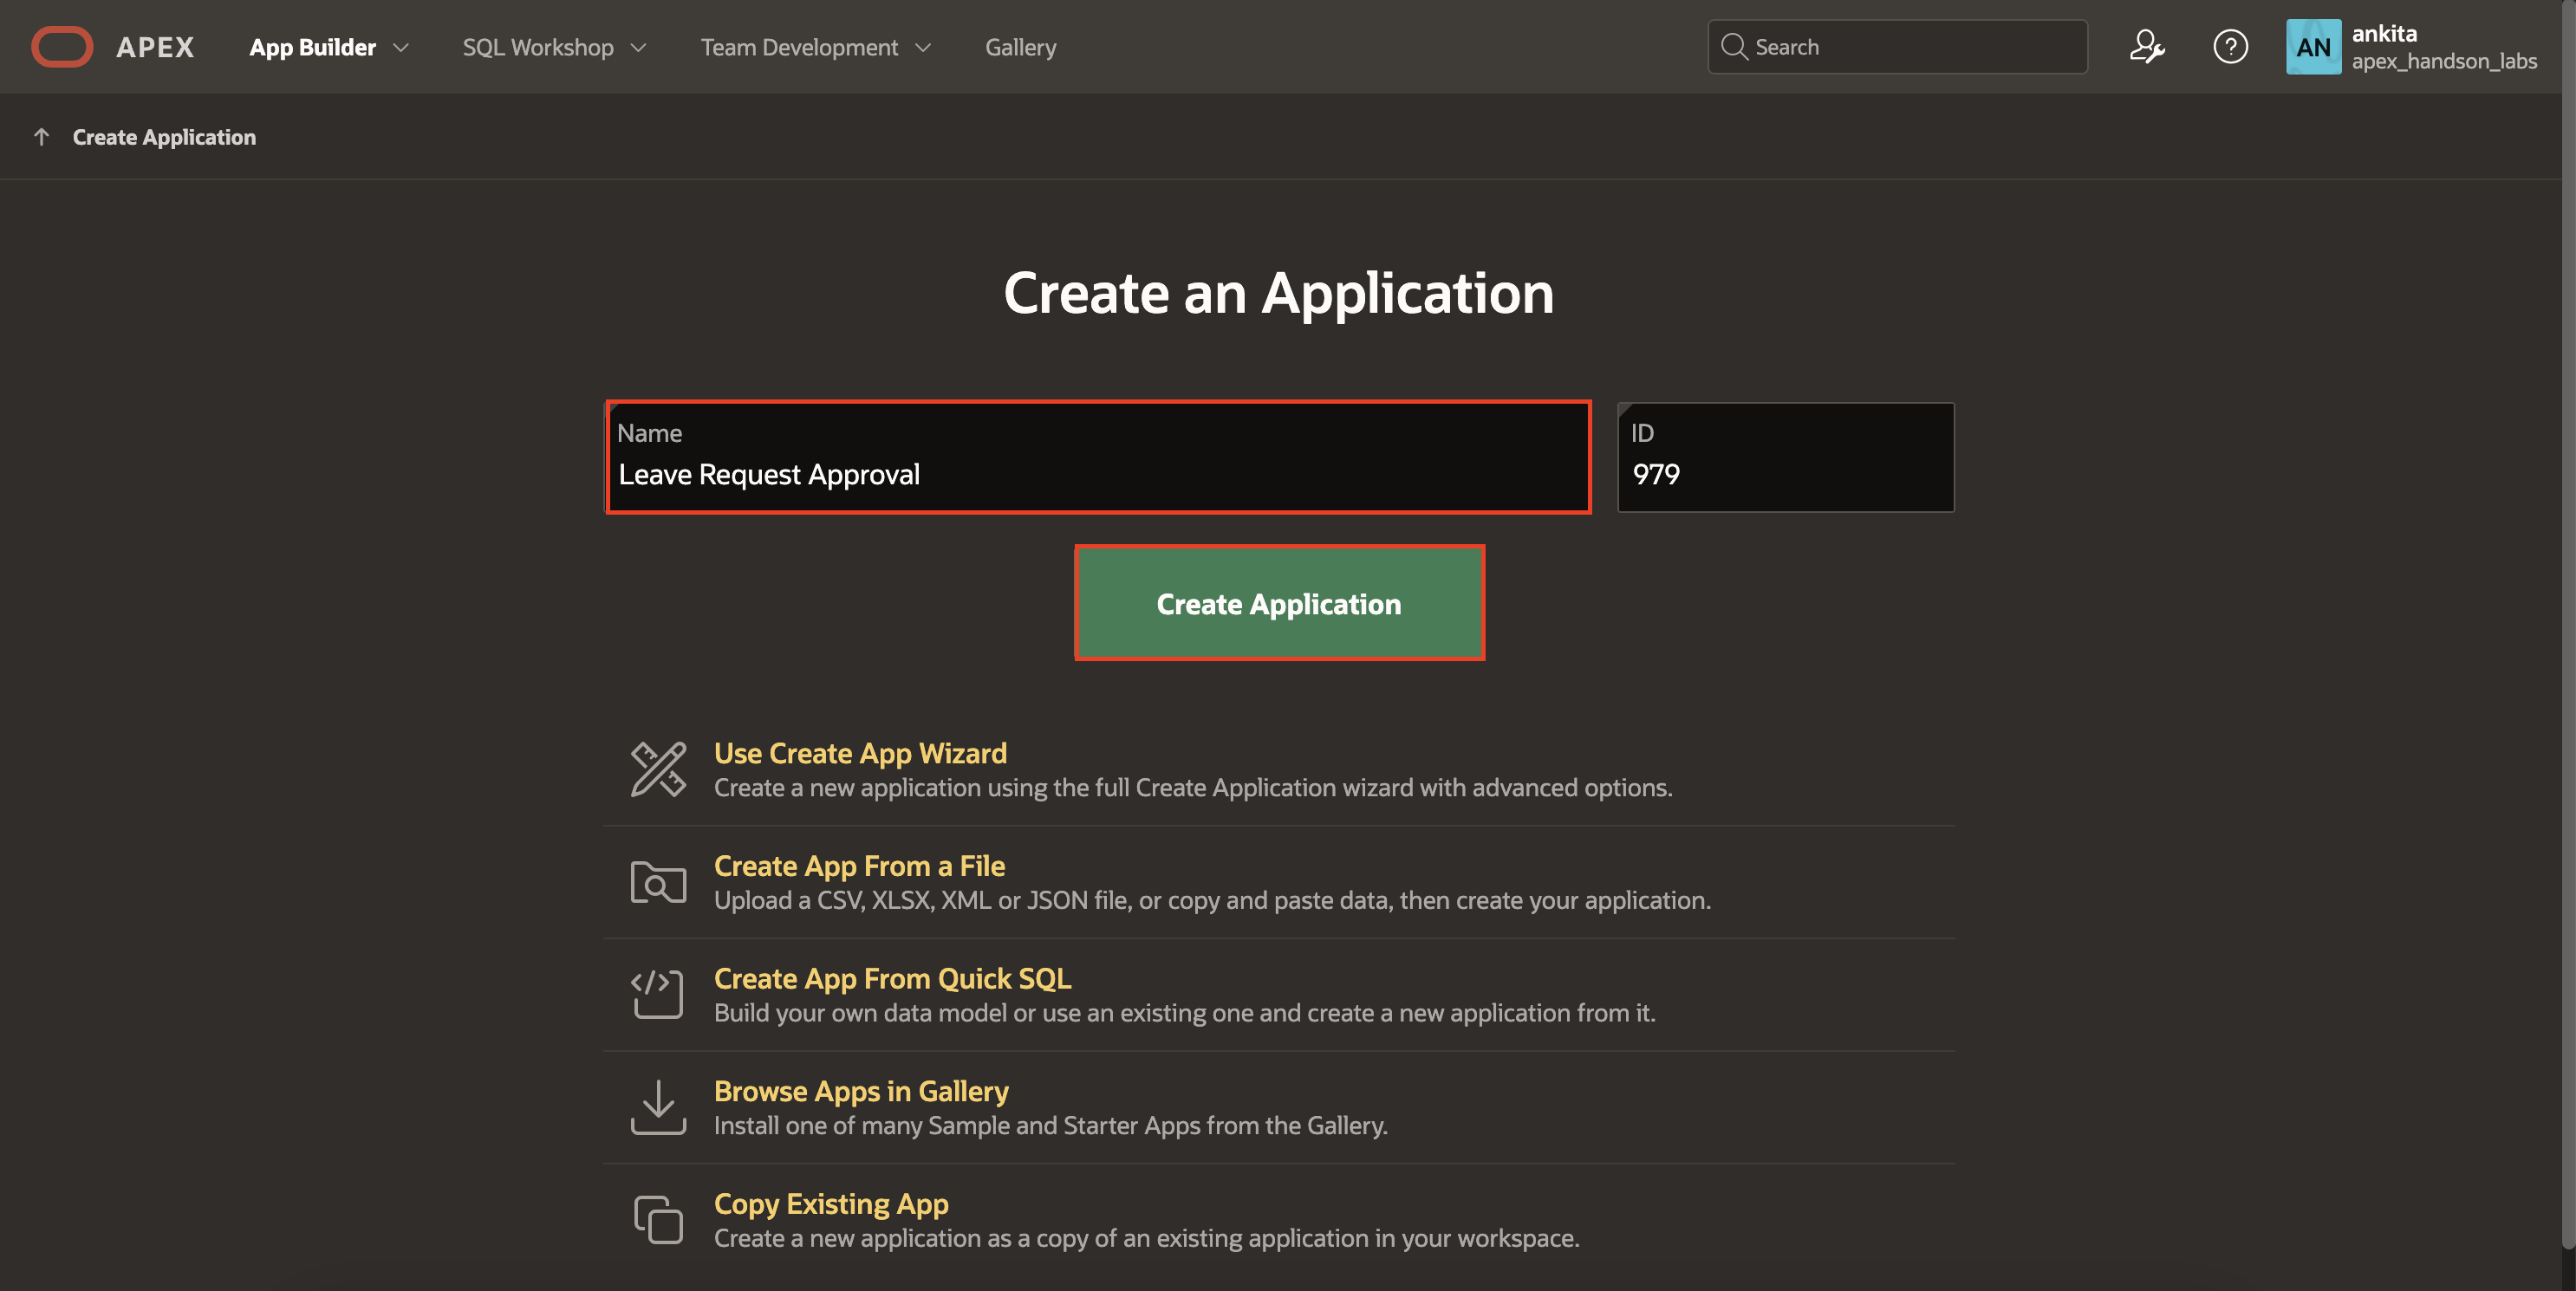 APEX App Builder SQL Workshop Team Development Gallery Search ? AN ankita
apex_handson_labs
Create Application
Create an Application
Name ID
Leave Request Approval 979
Create Application
Use Create App Wizard
Create a new application using the full Create Application wizard with advanced options.
Create App From a File
Upload a CSV, XLSX, XML or JSON file, or copy and paste data, then create your application.
Create App From Quick SQL
Build your own data model or use an existing one and create a new application from it.
Browse Apps in Gallery
Install one of many Sample and Starter Apps from the Gallery.
Copy Existing App
Create a new application as a copy of an existing application in your workspace.